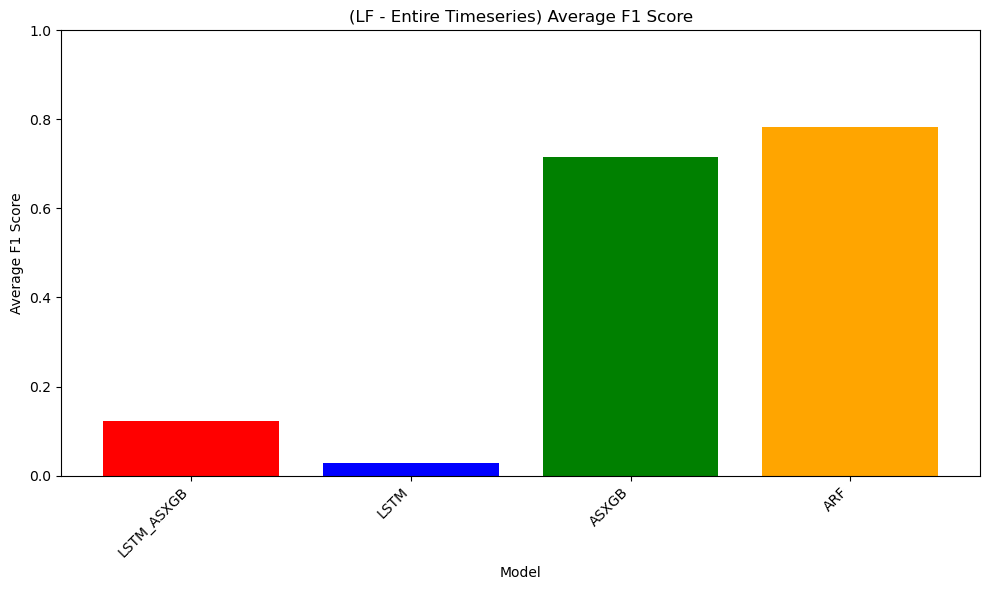 (LF - Entire Timeseries) Average F1 Score
Average F1 Score
1.0
0.8
0.6
0.4
0.2
0.0
LSTM_ASXGB
LSTM
ASXGB
ARF
Model